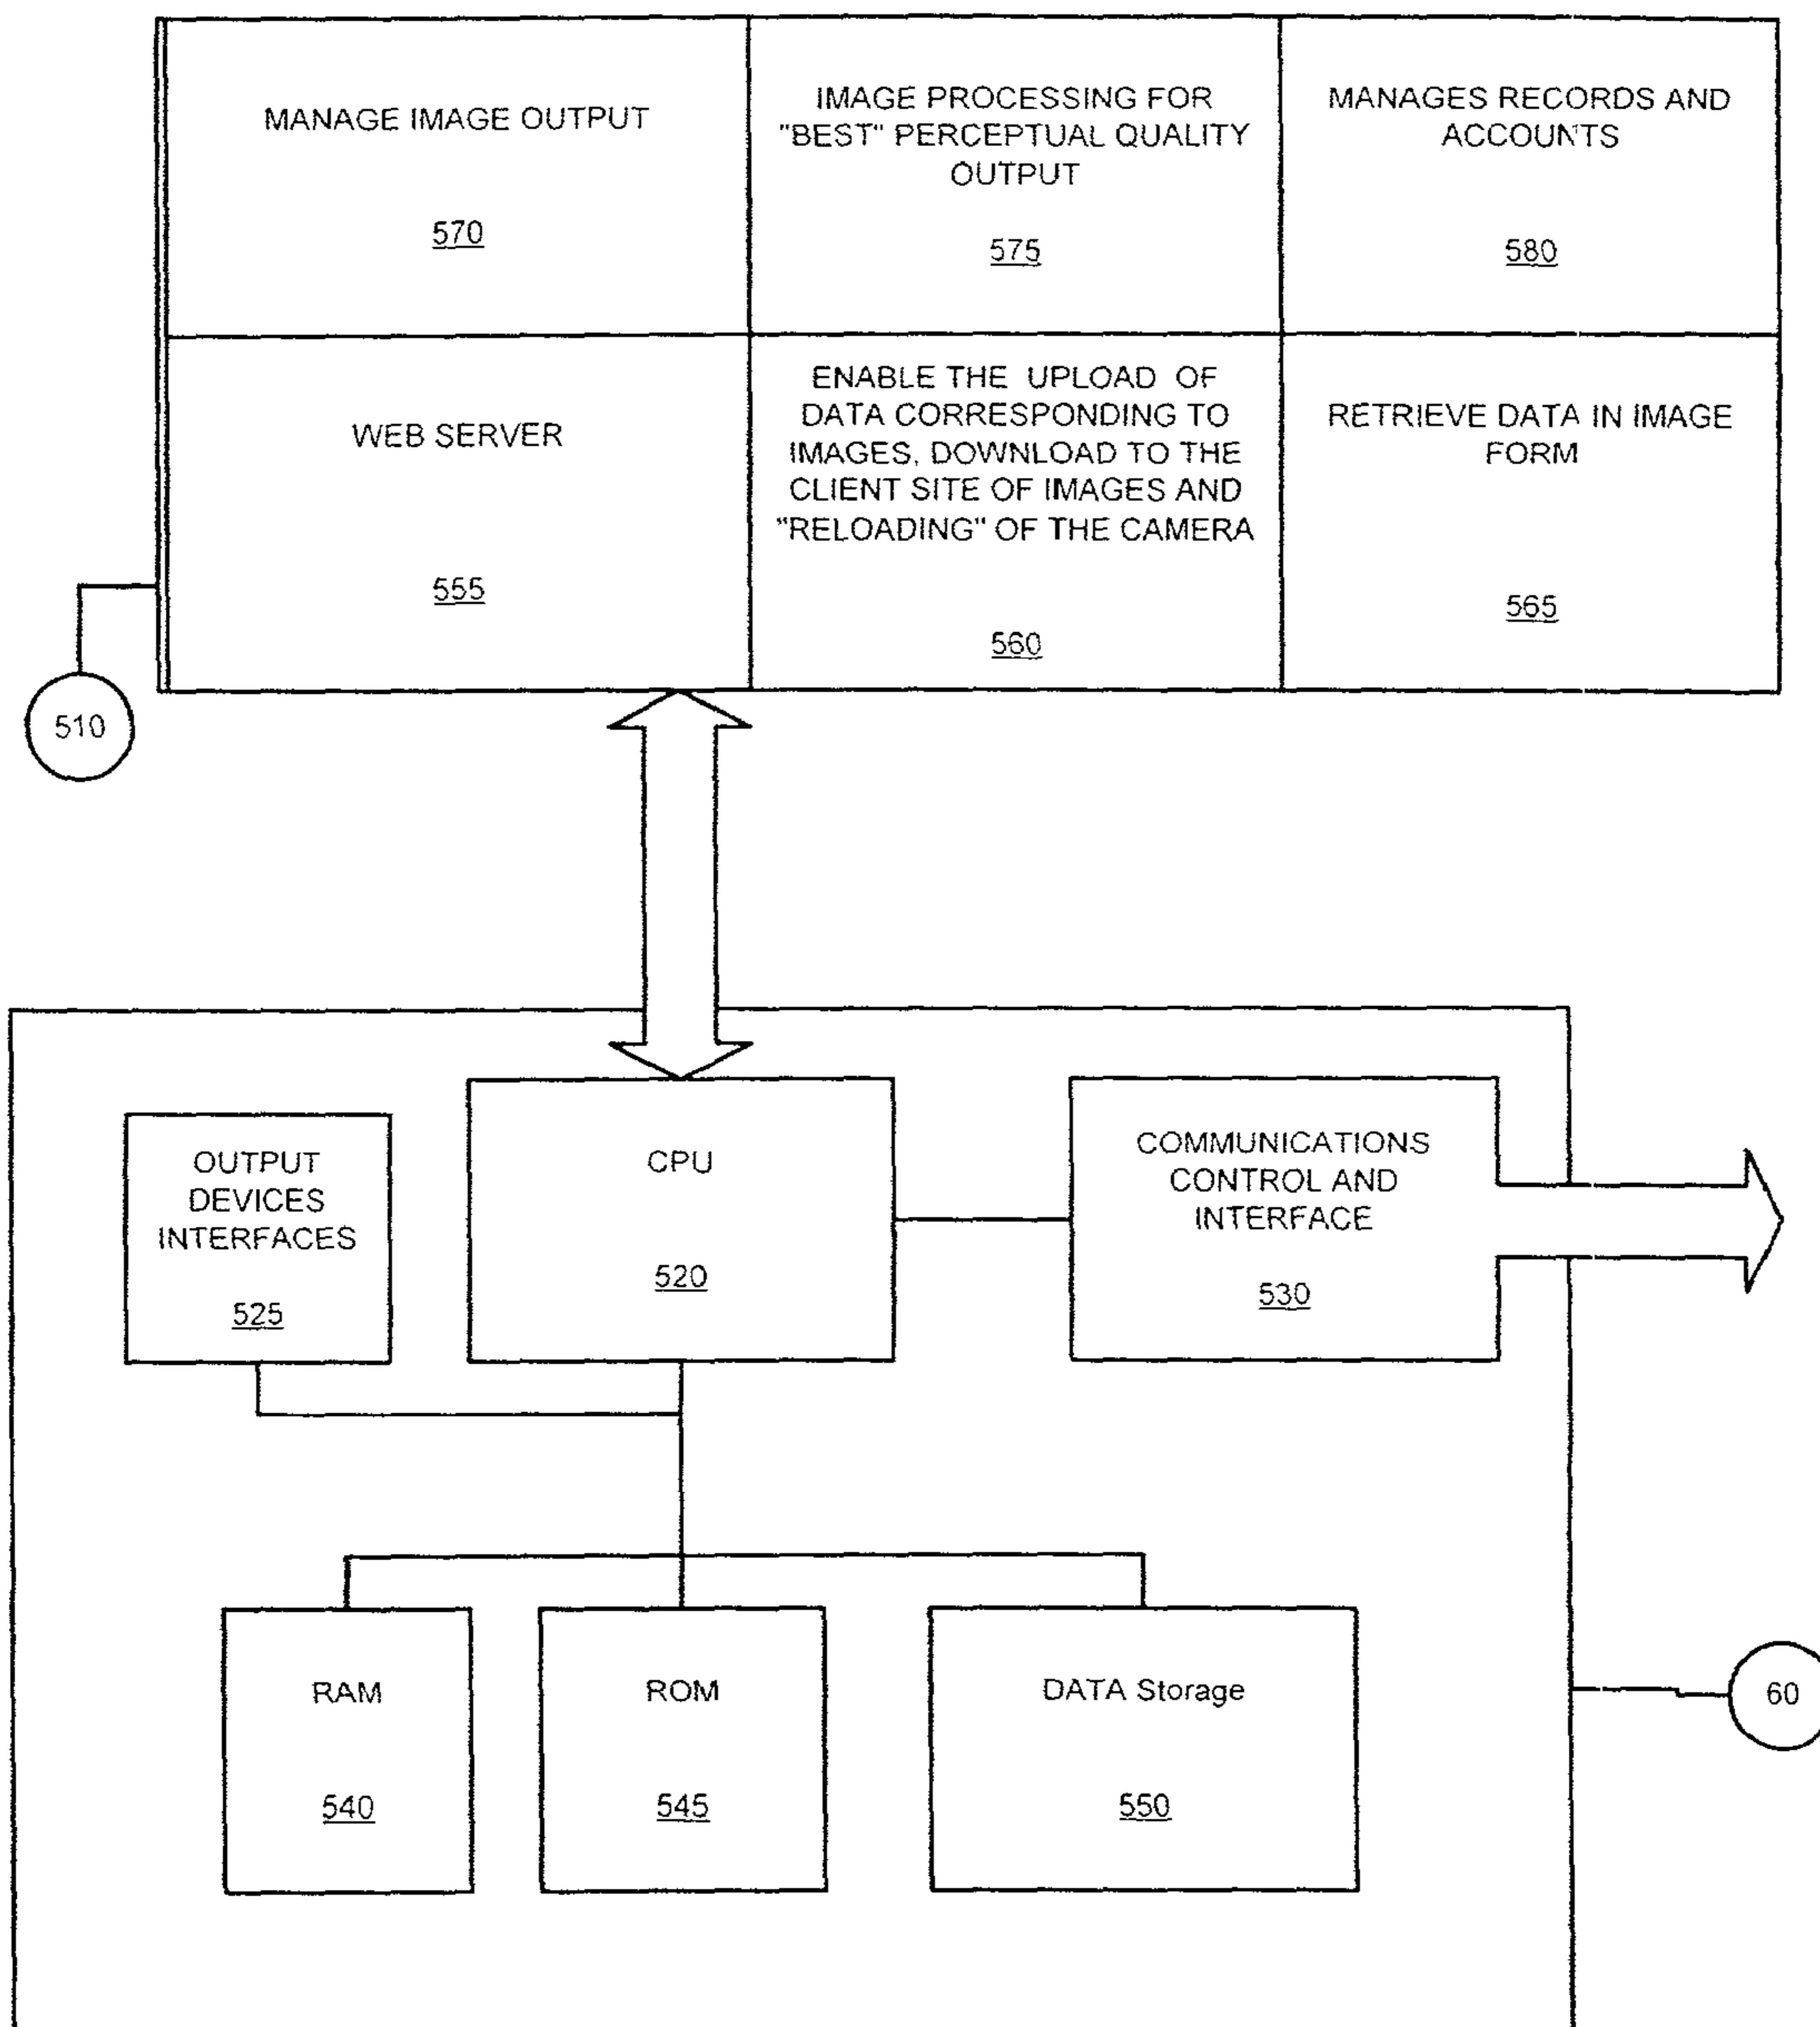 MANAGE IMAGE OUTPUT
570
IMAGE PROCESSING FOR
"BEST" PERCEPTUAL QUALITY
OUTPUT
575
MANAGES RECORDS AND
ACCOUNTS
580
WEB SERVER
555
ENABLE THE UPLOAD OF
DATA CORRESPONDING TO
IMAGES, DOWNLOAD TO THE
CLIENT SITE OF IMAGES AND
"RELOADING" OF THE CAMERA
560
RETRIEVE DATA IN IMAGE
FORM
565
510
OUTPUT
DEVICES
INTERFACES
525
CPU
520
COMMUNICATIONS
CONTROL AND
INTERFACE
530
RAM
540
ROM
545
DATA Storage
550
60